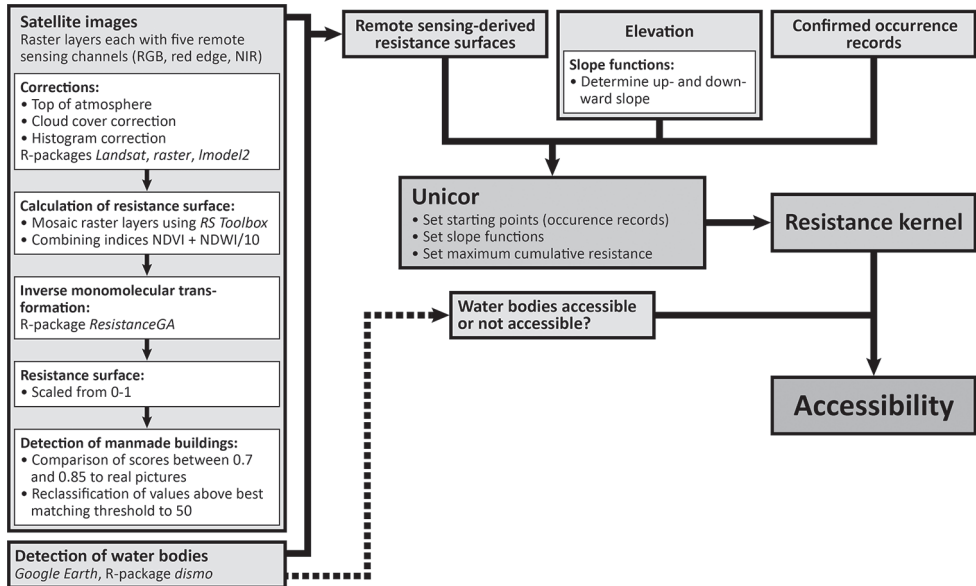 Satellite images
Raster layers each with five remote
sensing channels (RGB, red edge, NIR)
Corrections:
• Top of atmosphere
• Cloud cover correction
• Histogram correction
R-packages Landsat, raster, lmodel2
Calculation of resistance surface:
• Mosaic raster layers using RS Toolbox
• Combining indices NDVI + NDWI/10
Inverse monomolecular trans-
formation:
R-package ResistanceGA
Resistance surface:
• Scaled from 0-1
Detection of manmade buildings:
• Comparison of scores between 0.7
and 0.85 to real pictures
• Reclassification of values above best
matching threshold to 50
Detection of water bodies
Google Earth, R-package dismo
Remote sensing-derived
resistance surfaces
Elevation
Slope functions:
• Determine up- and down-
ward slope
Confirmed occurrence
records
Unicor
• Set starting points (occurence records)
• Set slope functions
• Set maximum cumulative resistance
Resistance kernel
Water bodies accessible
or not accessible?
Accessibility